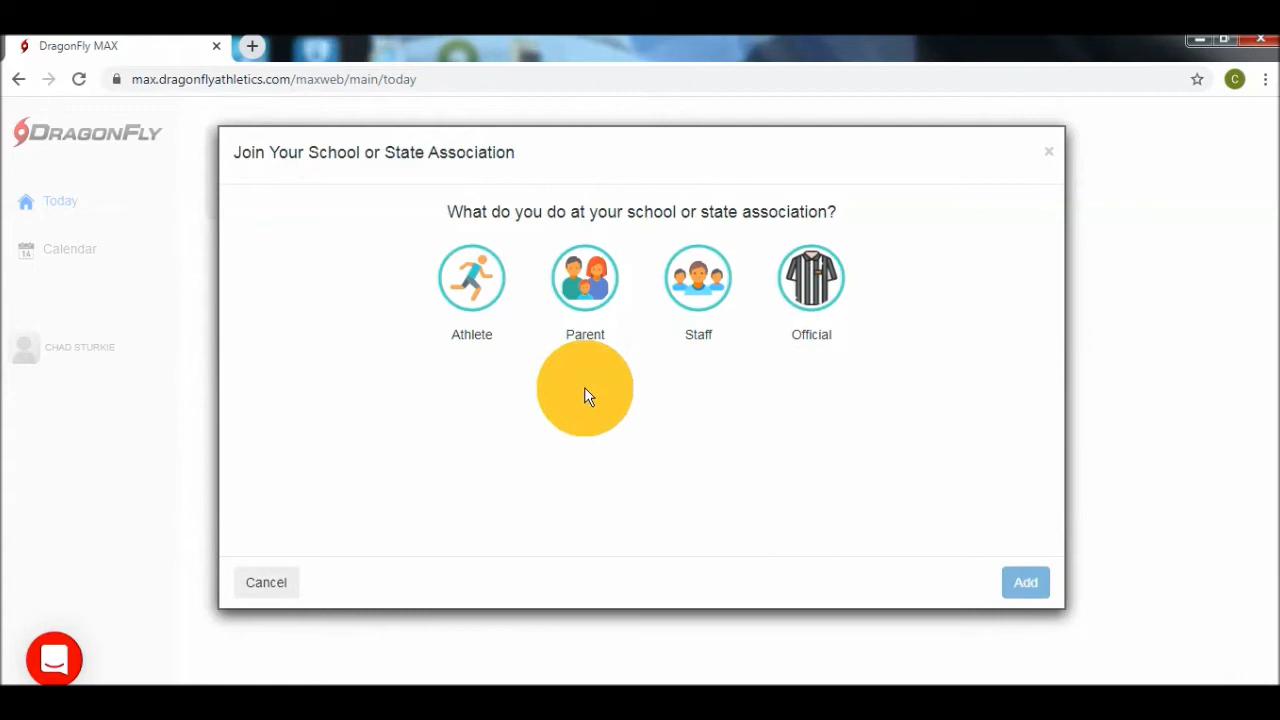 DragonFly MAX
max.dragonflyathletics.com/maxweb/main/today
C
DRAGONFLY
Join Your School or State Association
Today
What do you do at your school or state association?
14
Calendar
Athlete
Parent
Staff
Official
CHAD STURKIE
Cancel
Add